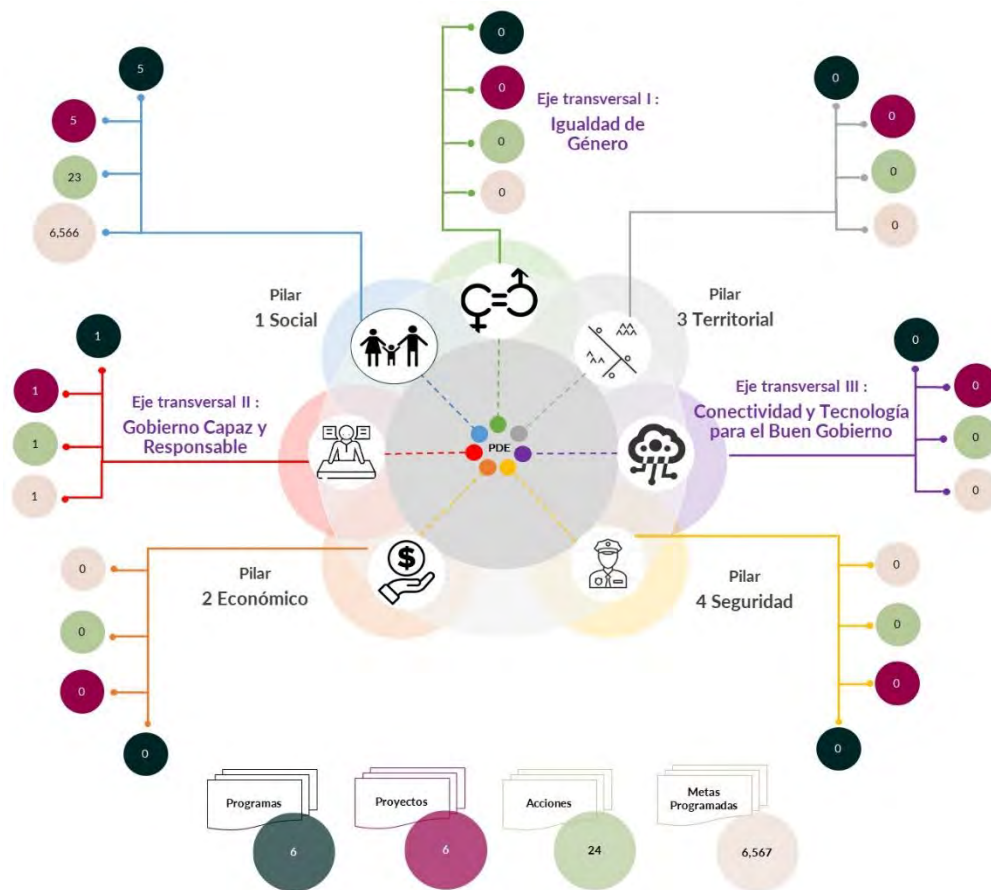 0
0
0
0
Eje transversal I :
Igualdad de
Género
5
5
23
6,566
0
0
0
0
Pilar
1 Social
Pilar
3 Territorial
1
1
1
1
Eje transversal II :
Gobierno Capaz y
Responsable
PDE
Eje transversal III :
Conectividad y Tecnología
para el Buen Gobierno
0
0
0
0
0
0
0
0
Pilar
2 Económico
$
Pilar
4 Seguridad
0
0
0
0
Programas
6
Proyectos
6
Acciones
24
Metas
Programadas
6,567